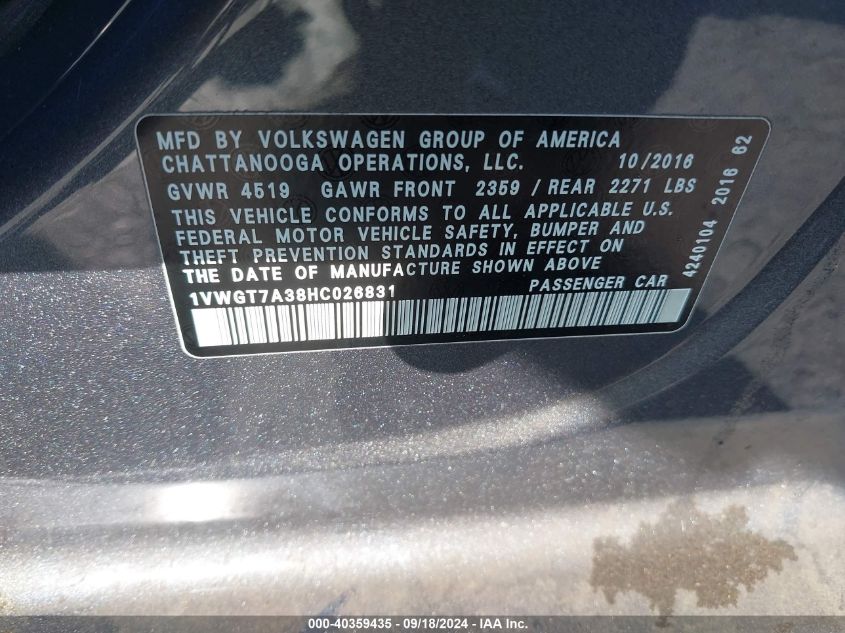 MFD BY VOLKSWAGEN GROUP OF AMERICA
CHATTANOOGA OPERATIONS, LLC. 10/2016
GVWR 4519 GAWR FRONT 2359 / REAR 2271 LBS
THIS VEHICLE CONFORMS TO ALL APPLICABLE U.S.
FEDERAL MOTOR VEHICLE SAFETY, BUMPER AND
THEFT PREVENTION STANDARDS IN EFFECT ON
THE DATE OF MANUFACTURE SHOWN ABOVE
1VWGT7A38HC026831 PASSENGER CAR
4240104 2016 62
000-40359435 - 09/18/2024 - IAA Inc.